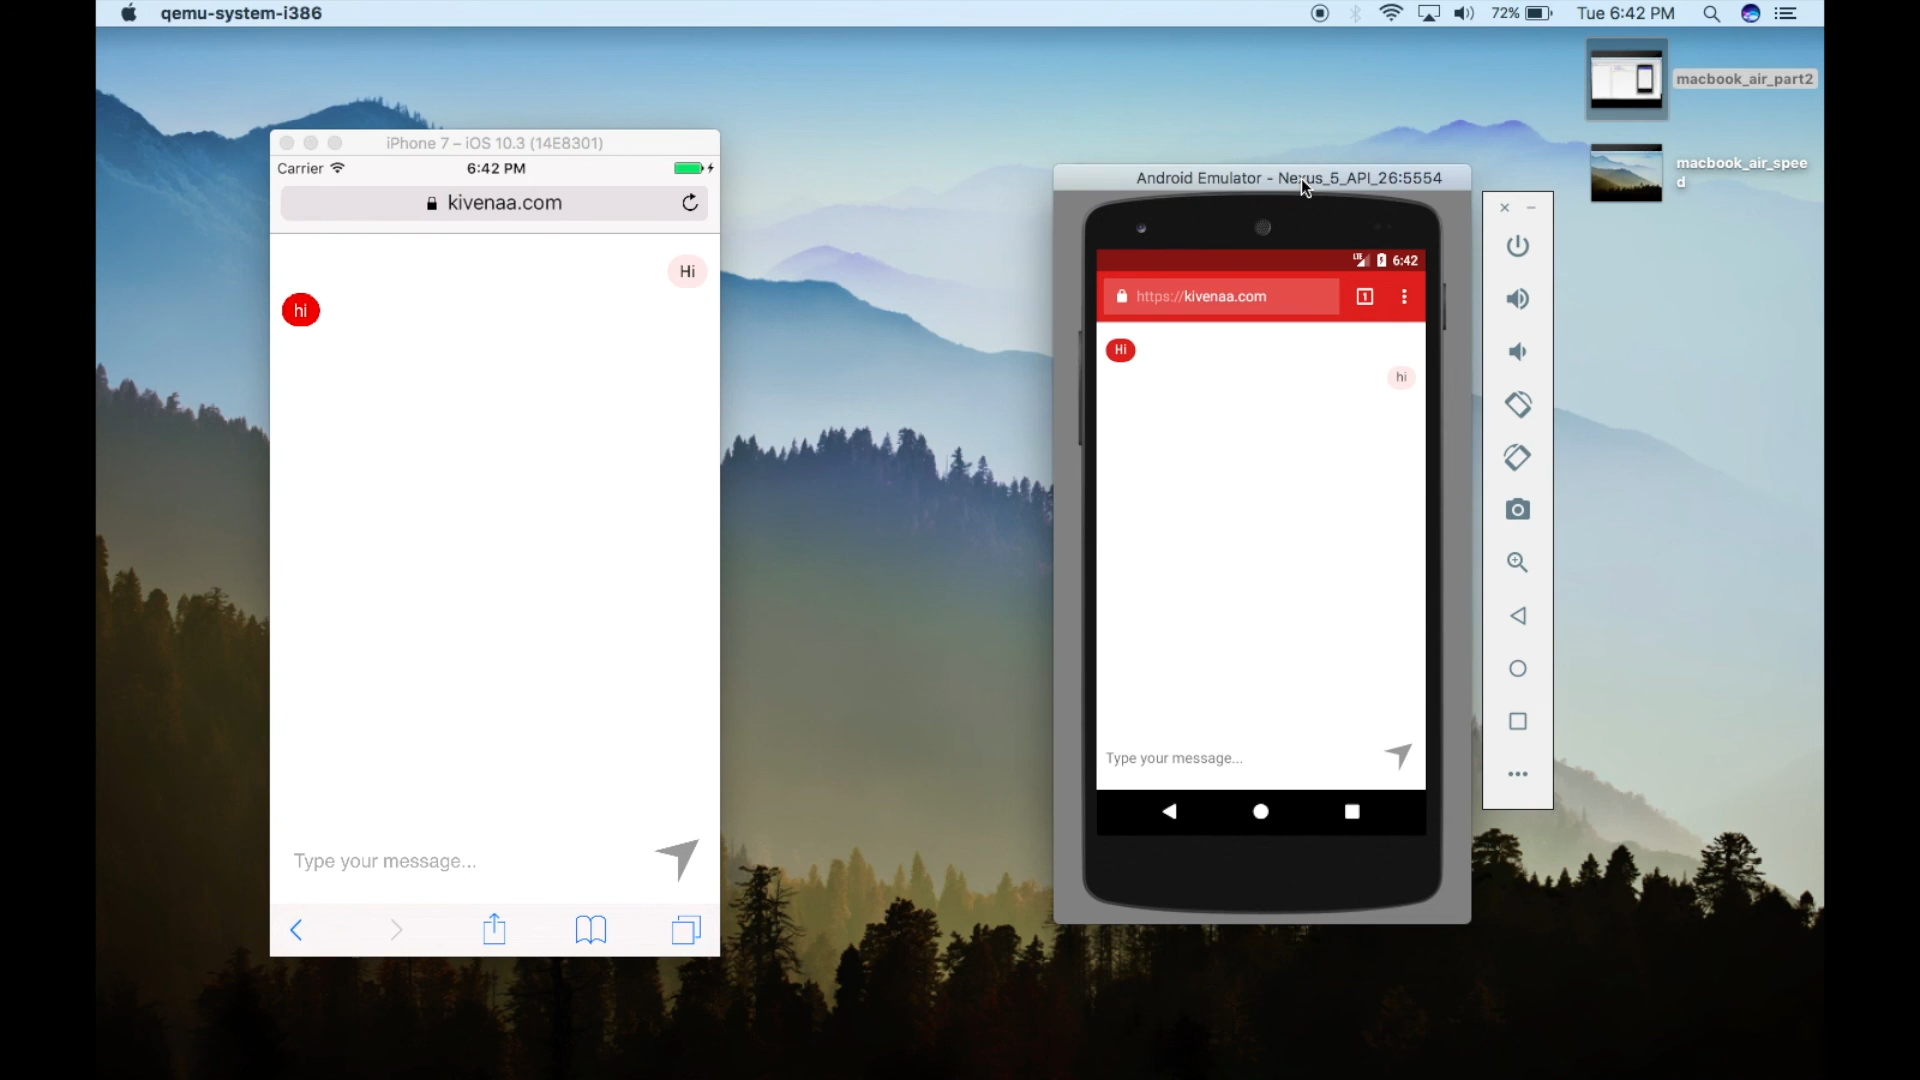 qemu-system-i386
72%
Tue 6:42 PM
macbook_air_part2
macbook_air_spee
d
iPhone 7 – iOS 10.3 (14E8301)
Carrier
6:42 PM
kivenaa.com
Hi
hi
Type your message...
Android Emulator - Nexus_5_API_26:5554
LTE
6:42
https://kivenaa.com
1
Hi
hi
Type your message...